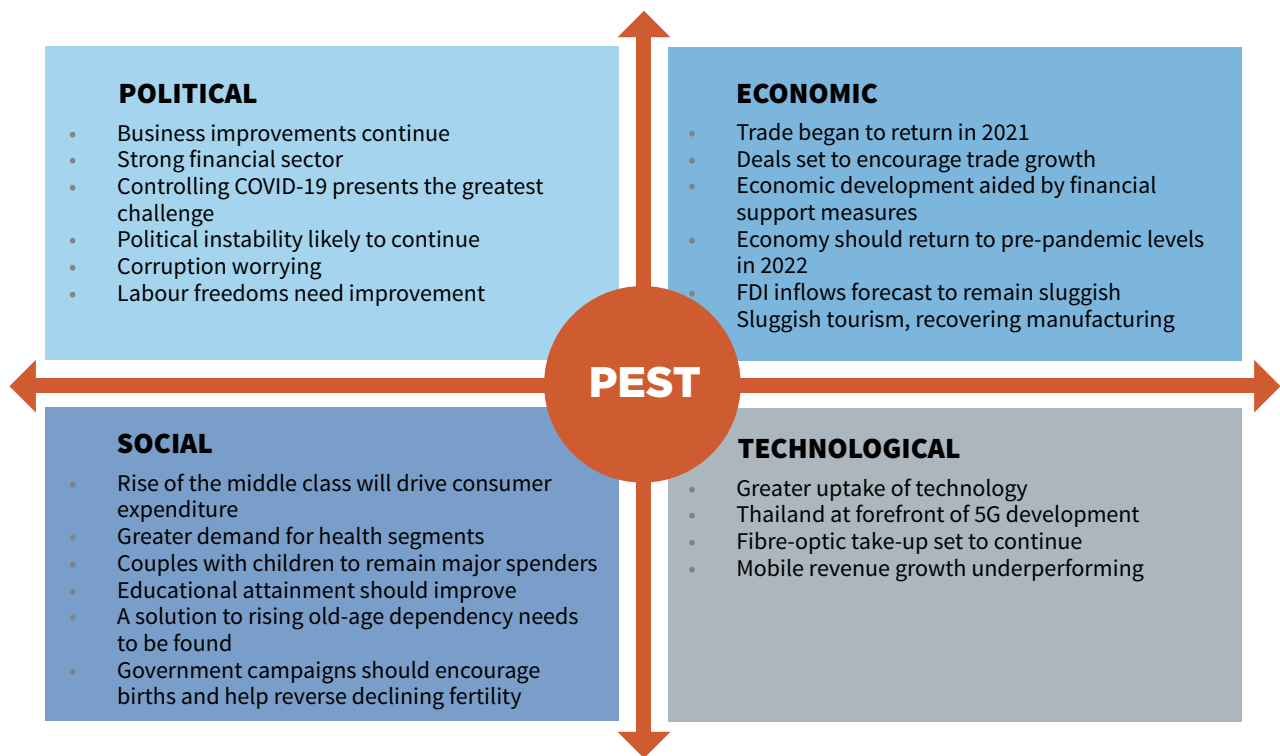 POLITICAL
• Business improvements continue
• Strong financial sector
• Controlling COVID-19 presents the greatest
challenge
• Political instability likely to continue
• Corruption worrying
• Labour freedoms need improvement
ECONOMIC
• Trade began to return in 2021
• Deals set to encourage trade growth
• Economic development aided by financial
support measures
• Economy should return to pre-pandemic levels
in 2022
• FDI inflows forecast to remain sluggish
Sluggish tourism, recovering manufacturing
PEST
SOCIAL
• Rise of the middle class will drive consumer
expenditure
• Greater demand for health segments
• Couples with children to remain major spenders
• Educational attainment should improve
• A solution to rising old-age dependency needs
to be found
• Government campaigns should encourage
births and help reverse declining fertility
TECHNOLOGICAL
• Greater uptake of technology
• Thailand at forefront of 5G development
• Fibre-optic take-up set to continue
• Mobile revenue growth underperforming